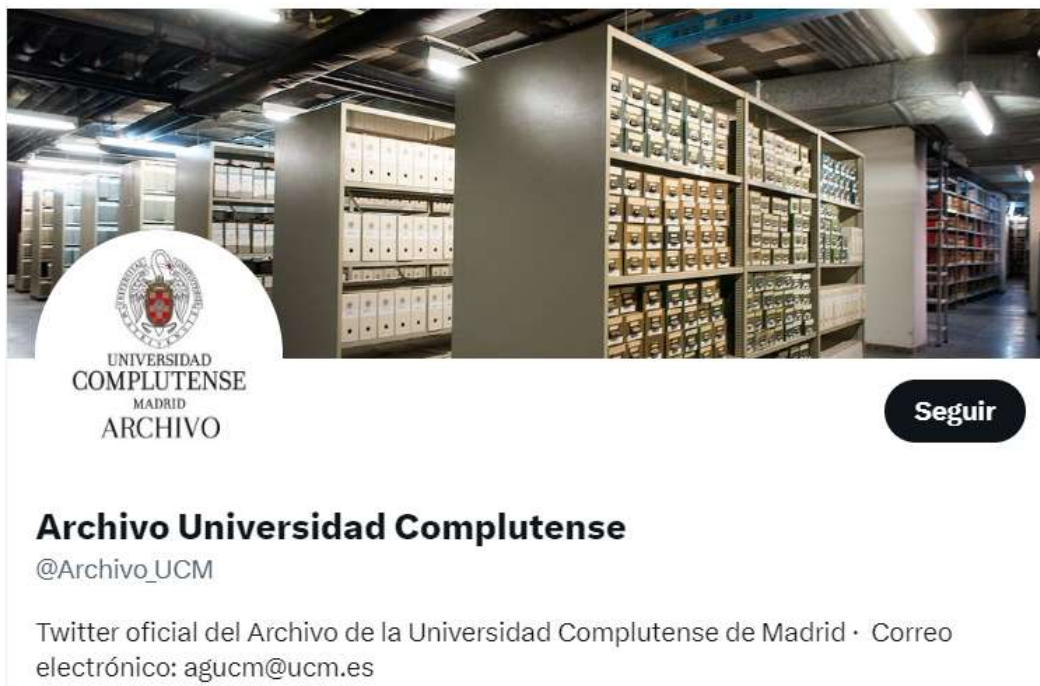 UNIVERSIDAD
COMPLUTENSE
MADRID
ARCHIVO
Seguir
Archivo Universidad Complutense
@Archivo_UCM
Twitter oficial del Archivo de la Universidad Complutense de Madrid · Correo
electrónico: agucm@ucm.es